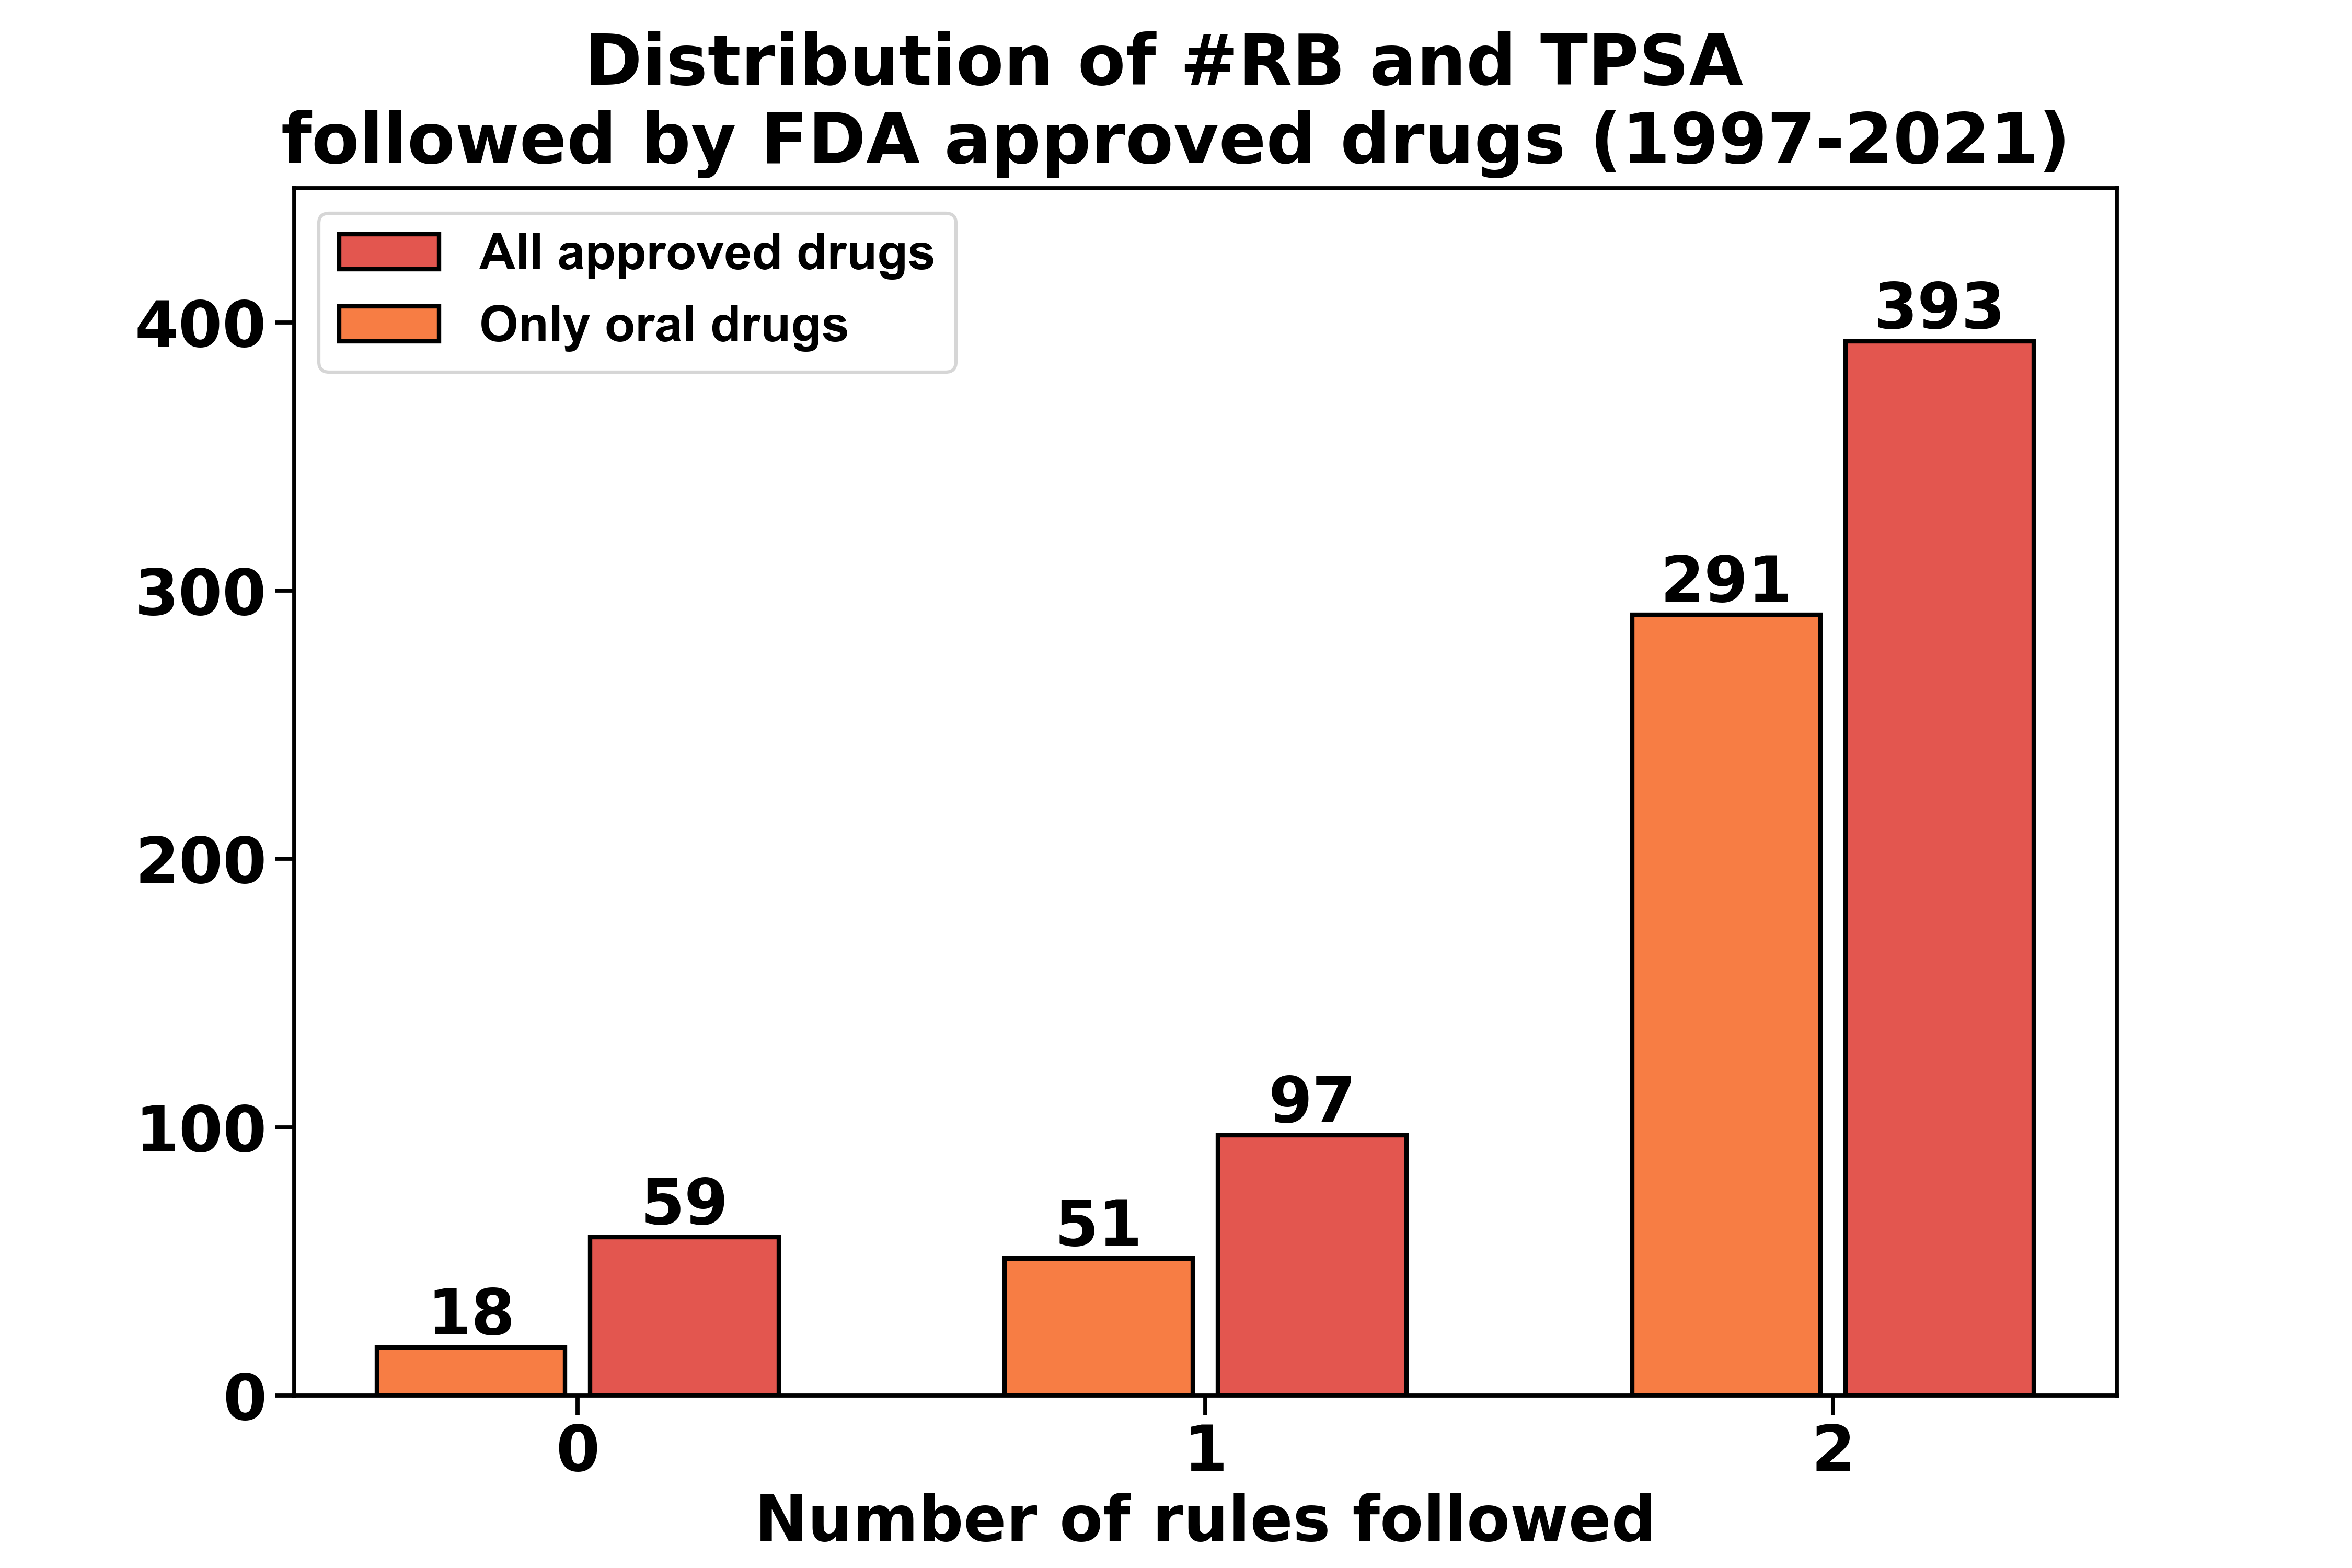 Distribution of #RB and TPSA
followed by FDA approved drugs (1997-2021)
All approved drugs
Only oral drugs
400
300
200
100
0
18
59
51
97
291
393
0
1
2
Number of rules followed